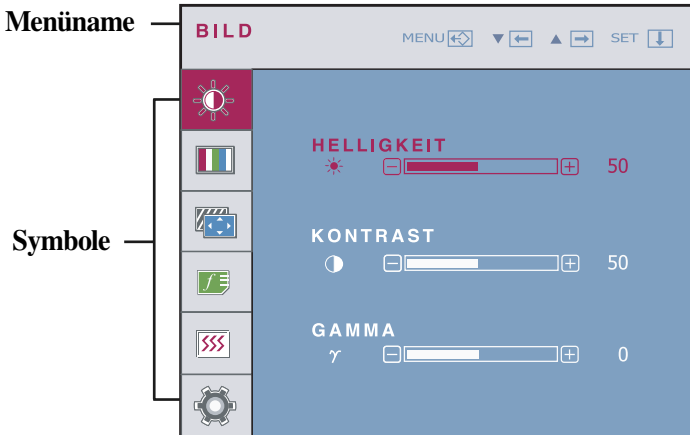 Menüname
BILD
MENU ▼ ▲ SET
HELLIGKEIT
50
Symbole
KONTRAST
50
GAMMA
γ 0